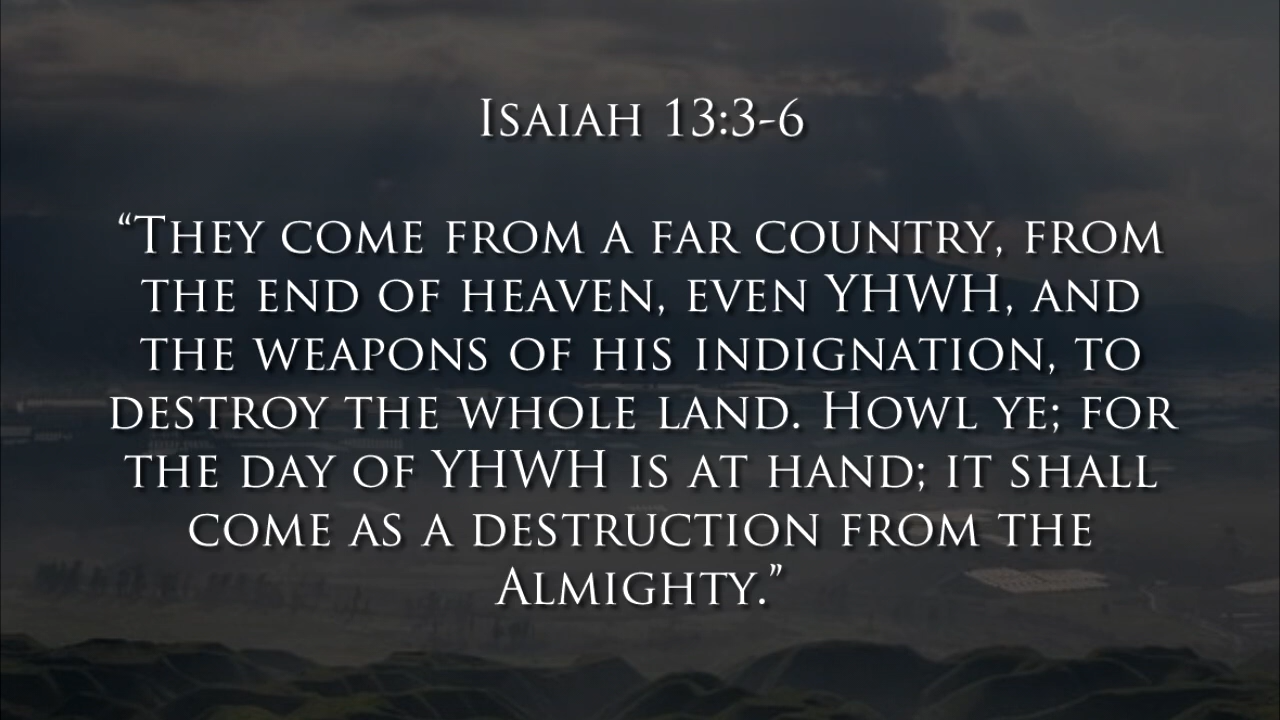 Isaiah 13:3-6
“They come from a far country, from
the end of heaven, even YHWH, and
the weapons of his indignation, to
destroy the whole land. Howl ye; for
the day of YHWH is at hand; it shall
come as a destruction from the
Almighty.”